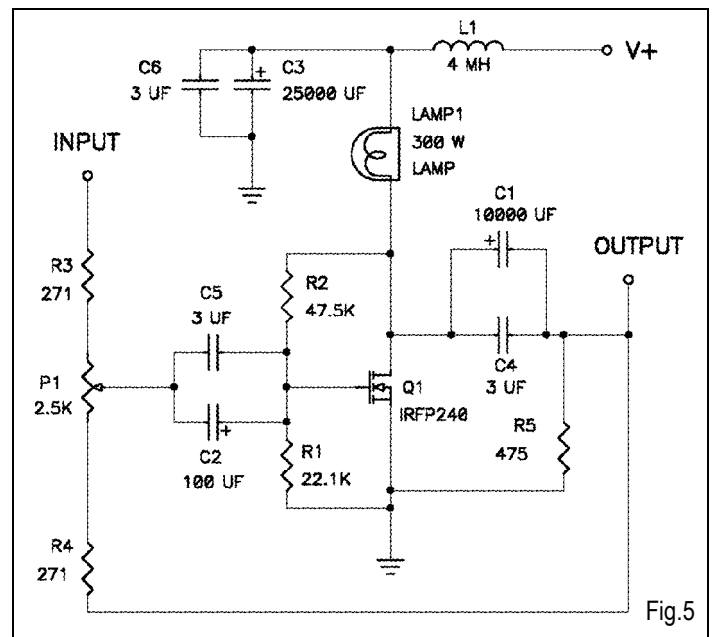 L1
4 MH
V+
C6
3 UF
C3
25000 UF
+
LAMP1
300 W
LAMP
INPUT
C1
10000 UF
+
OUTPUT
R3
271
C5
3 UF
R2
47.5K
C4
3 UF
P1
2.5K
Q1
IRFP240
R5
475
C2
100 UF
+
R1
22.1K
R4
271
Fig.5